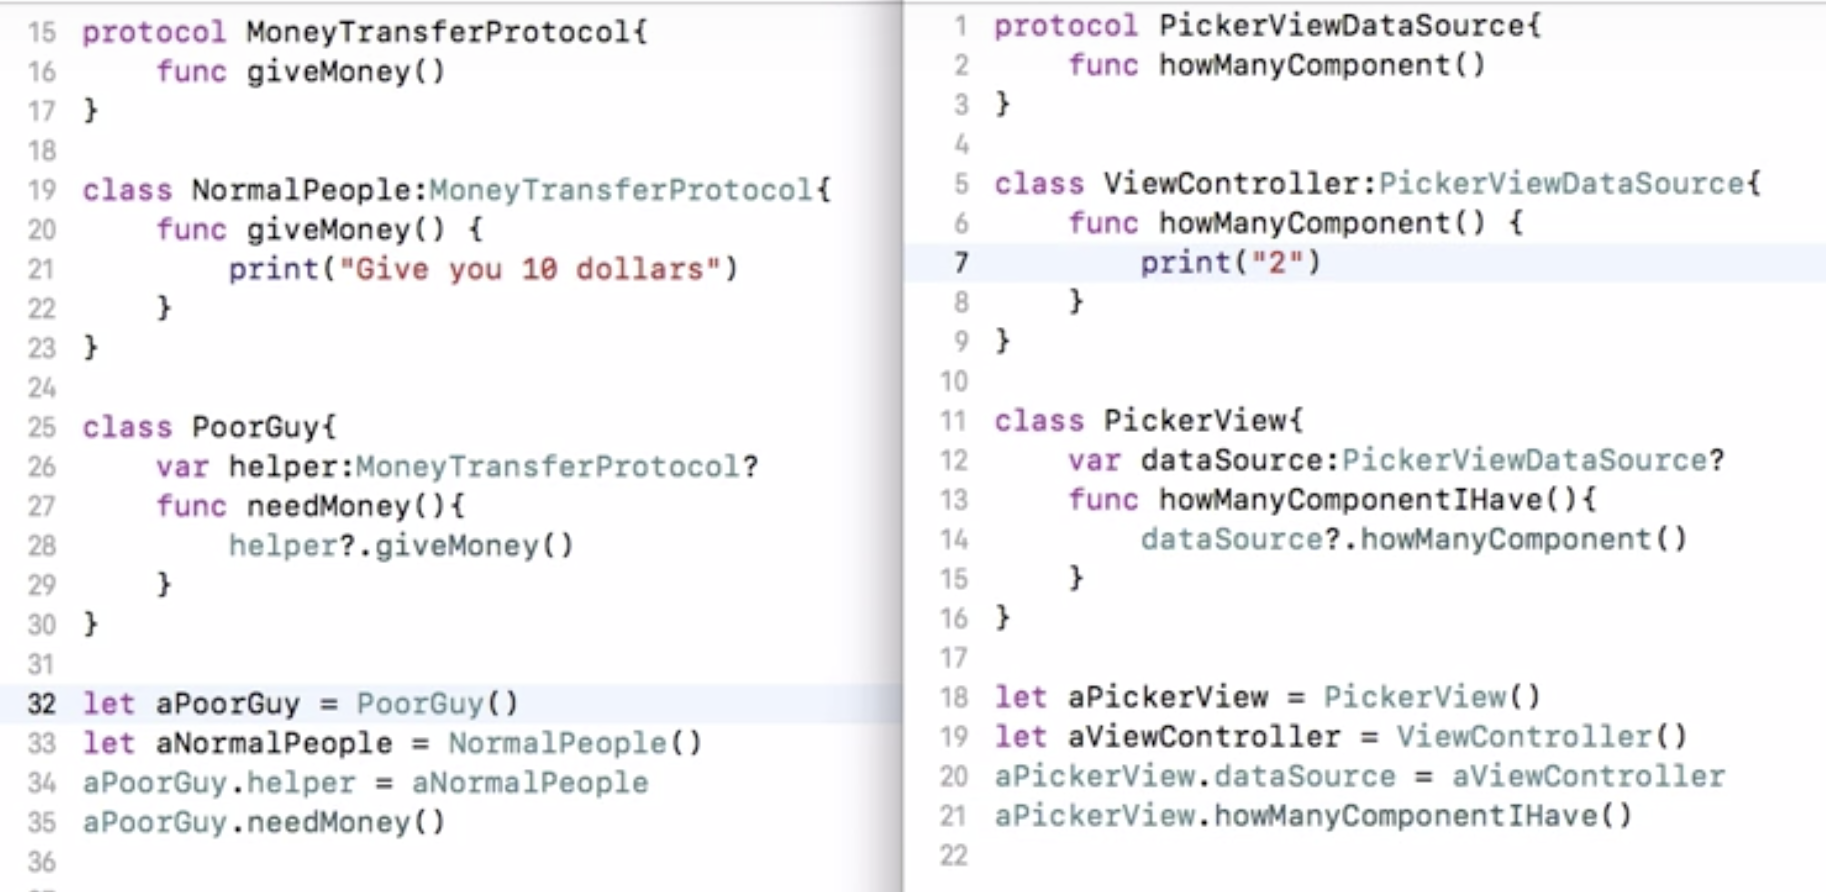 15 protocol MoneyTransferProtocol{
16     func giveMoney()
17 }
18
19 class NormalPeople:MoneyTransferProtocol{
20     func giveMoney() {
21         print("Give you 10 dollars")
22     }
23 }
24
25 class PoorGuy{
26     var helper:MoneyTransferProtocol?
27     func needMoney(){
28         helper?.giveMoney()
29     }
30 }
31
32 let aPoorGuy = PoorGuy()
33 let aNormalPeople = NormalPeople()
34 aPoorGuy.helper = aNormalPeople
35 aPoorGuy.needMoney()
36
1 protocol PickerViewDataSource{
2     func howManyComponent()
3 }
4
5 class ViewController:PickerViewDataSource{
6     func howManyComponent() {
7         print("2")
8     }
9 }
10
11 class PickerView{
12     var dataSource:PickerViewDataSource?
13     func howManyComponentIHave(){
14         dataSource?.howManyComponent()
15     }
16 }
17
18 let aPickerView = PickerView()
19 let aViewController = ViewController()
20 aPickerView.dataSource = aViewController
21 aPickerView.howManyComponentIHave()
22